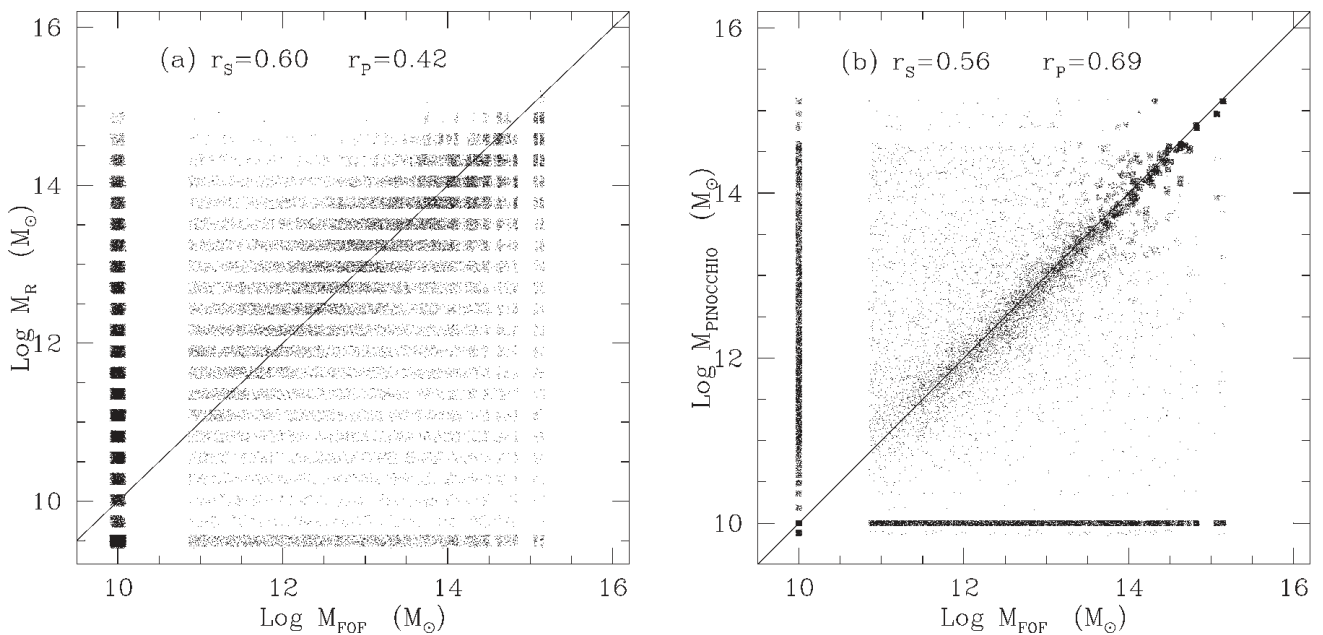 (a) r_S=0.60 r_P=0.42
16
14
12
10
Log M_R (M_⊙)
10 12 14 16
Log M_FOF (M_⊙)
(b) r_S=0.56 r_P=0.69
16
14
12
10
Log M_PINOCCHIO (M_⊙)
10 12 14 16
Log M_FOF (M_⊙)